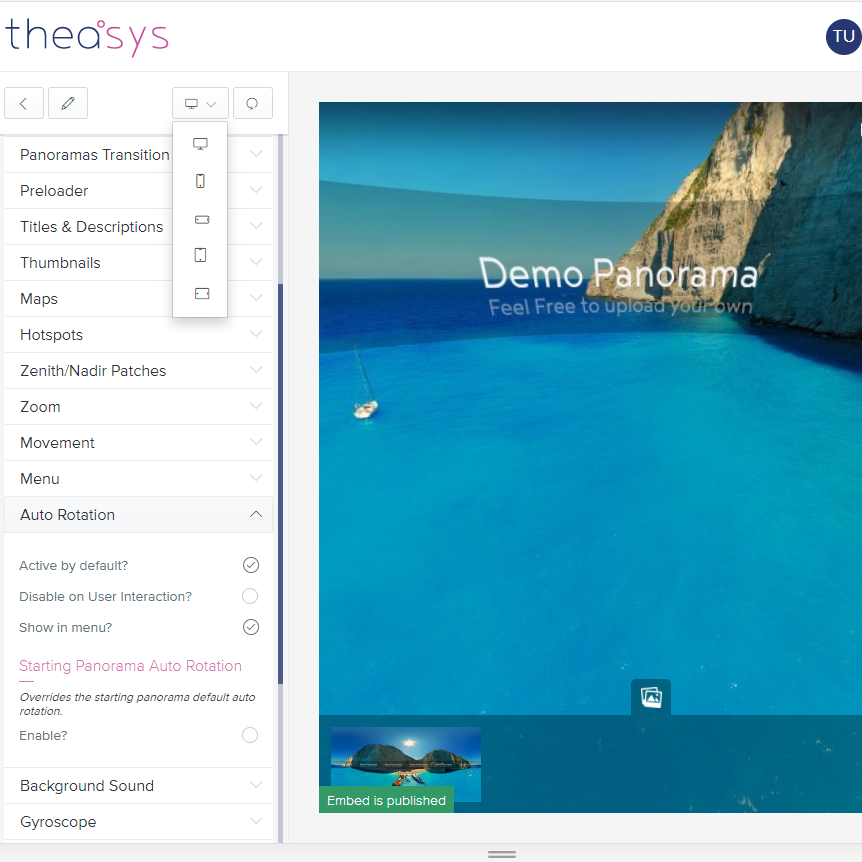 theasys
TU
Panoramas Transition
Preloader
Titles & Descriptions
Thumbnails
Maps
Hotspots
Zenith/Nadir Patches
Zoom
Movement
Menu
Auto Rotation
Active by default?
Disable on User Interaction?
Show in menu?
Starting Panorama Auto Rotation
Overrides the starting panorama default auto
rotation.
Enable?
Background Sound
Gyroscope
Demo Panorama
Feel Free to upload your own
Embed is published